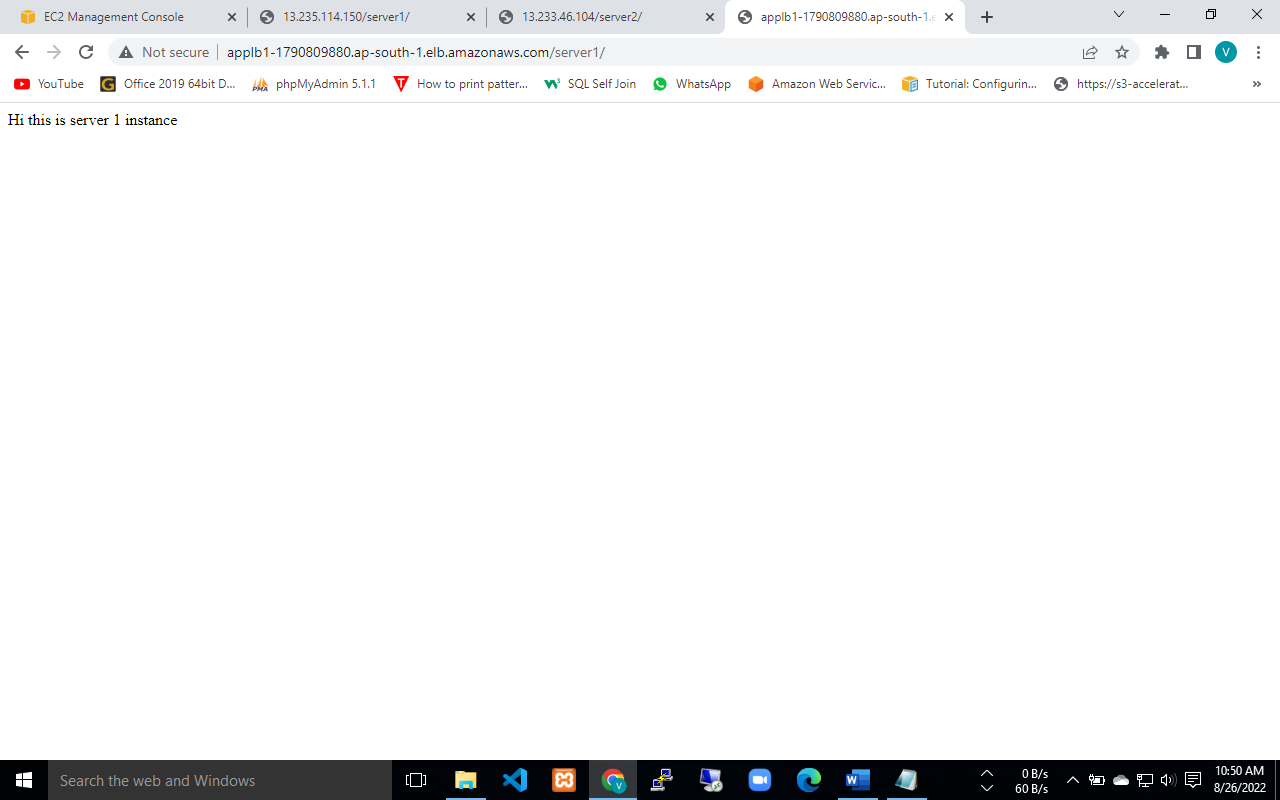 EC2 Management Console
13.235.114.150/server1/
13.233.46.104/server2/
applb1-1790809880.ap-south-1.e
Not secure
applb1-1790809880.ap-south-1.elb.amazonaws.com/server1/
V
YouTube
G
Office 2019 64bit D...
PMA
phpMyAdmin 5.1.1
How to print patter...
SQL Self Join
WhatsApp
Amazon Web Servic...
Tutorial: Configurin...
https://s3-accelerat...
»
Hi this is server 1 instance
Search the web and Windows
V
W
0 B/s
60 B/s
10:50 AM
8/26/2022